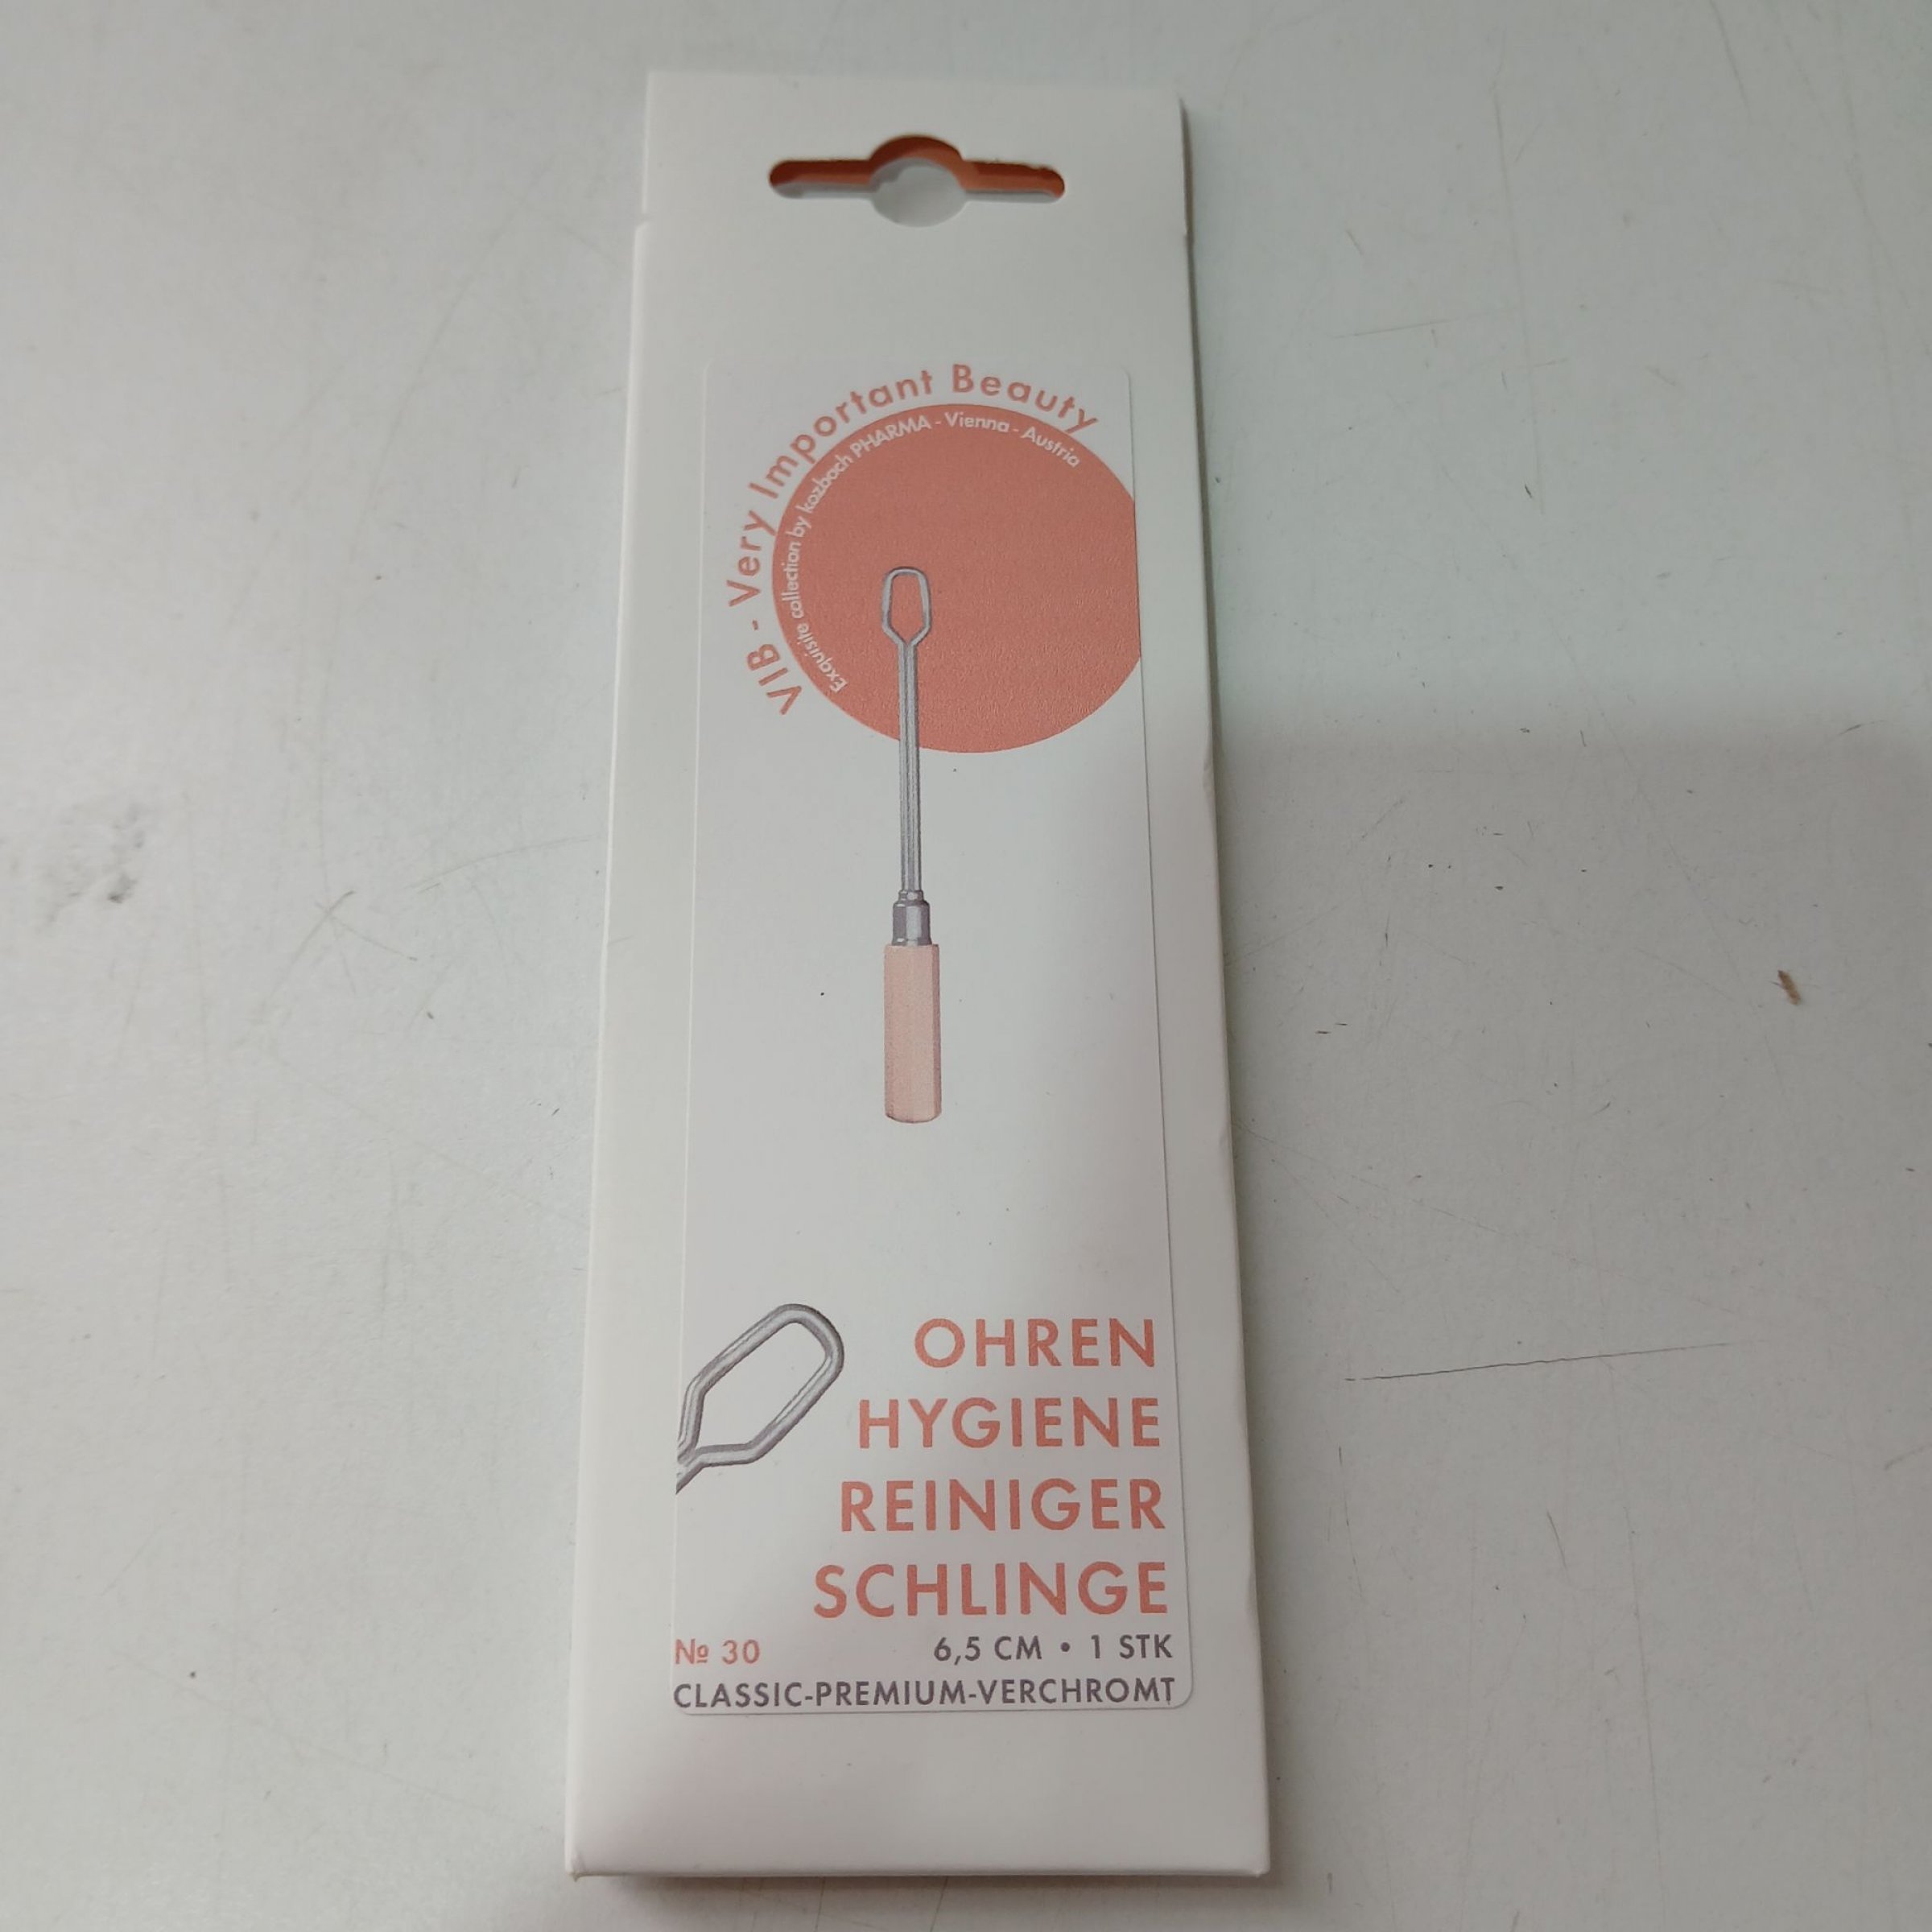 VIB - Very Important Beauty
Exquisite collection by kozbach PHARMA - Vienna - Austria
OHREN
HYGIENE
REINIGER
SCHLINGE
№ 30
6,5 CM • 1 STK
CLASSIC-PREMIUM-VERCHROMT